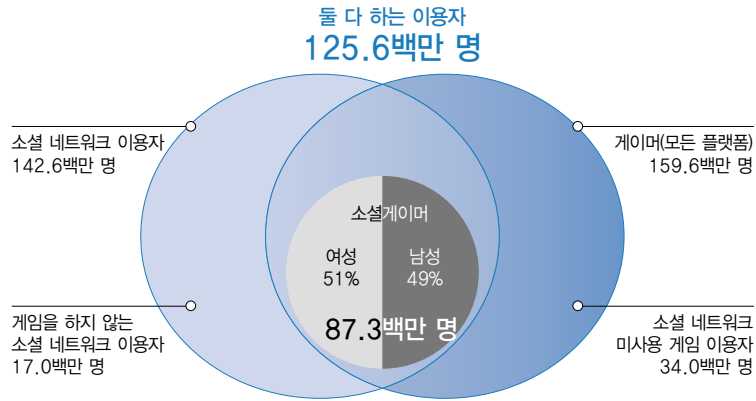 둘 다 하는 이용자
125.6백만 명
소셜 네트워크 이용자
142.6백만 명
게이머(모든 플랫폼)
159.6백만 명
소셜게이머
여성
51%
남성
49%
87.3백만 명
게임을 하지 않는
소셜 네트워크 이용자
17.0백만 명
소셜 네트워크
미사용 게임 이용자
34.0백만 명